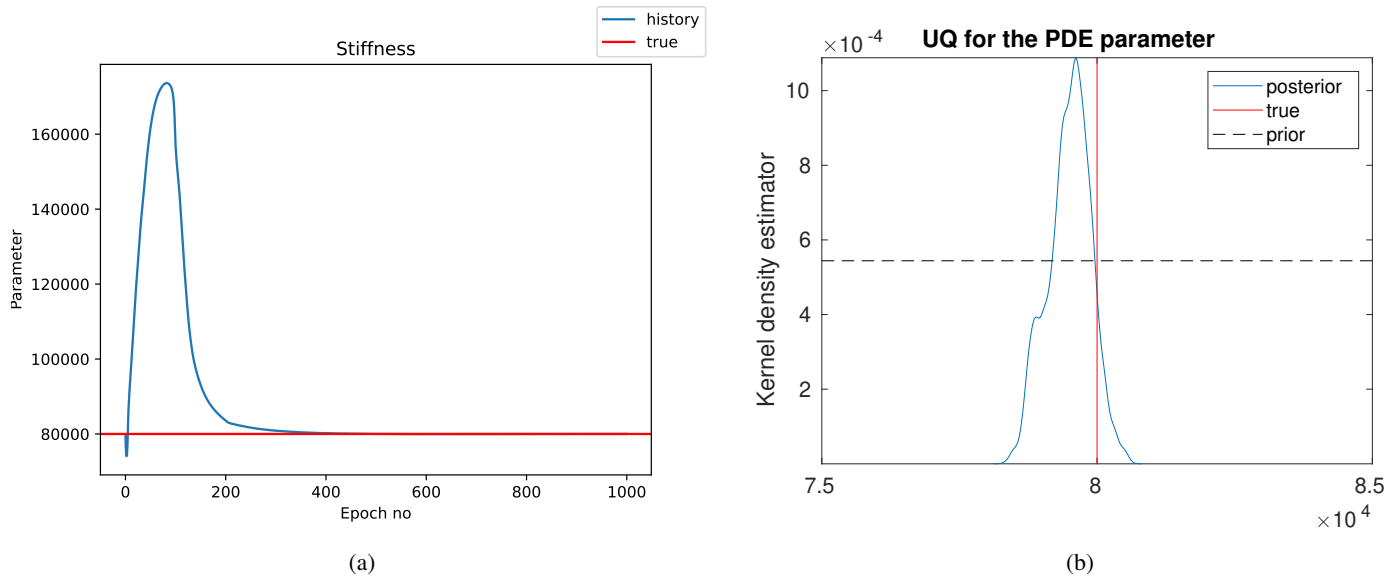 history
true
Stiffness
160000
140000
120000
100000
80000
Parameter
0 200 400 600 800 1000
Epoch no
(a)
×10 -4
UQ for the PDE parameter
posterior
true
prior
10
8
6
4
2
Kernel density estimator
7.5 8 8.5
×10 4
(b)